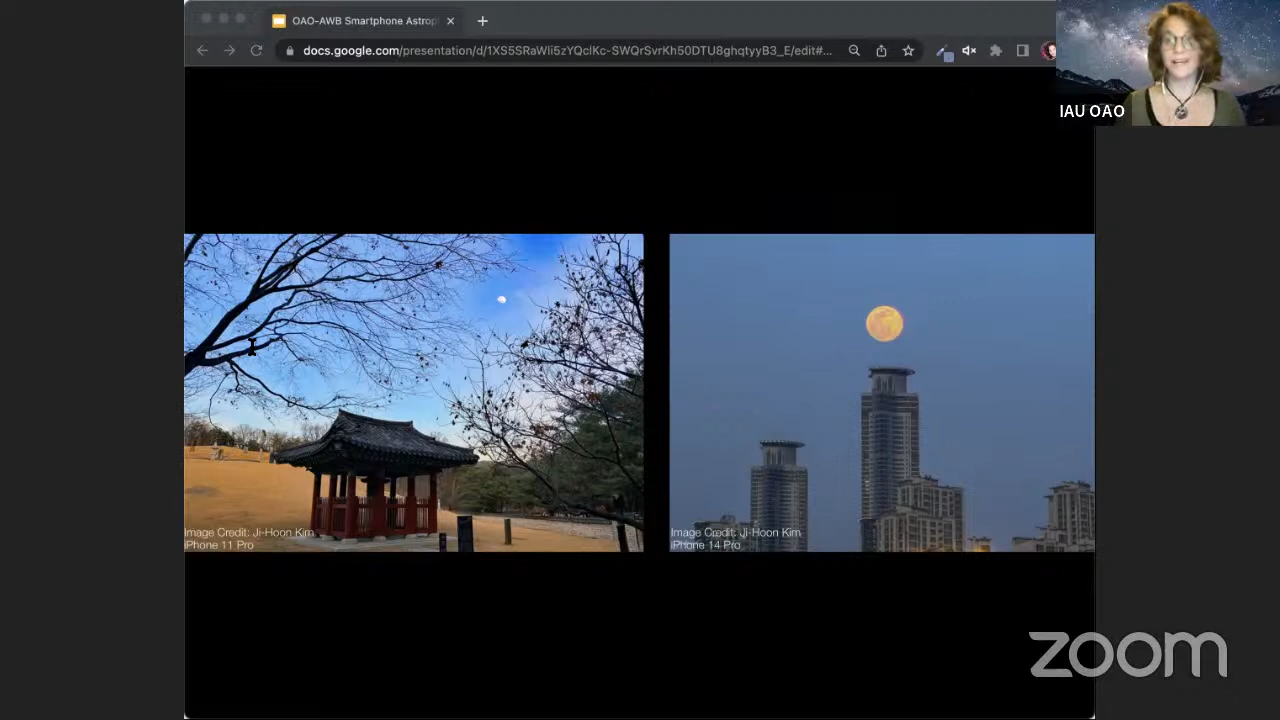 OAO-AWB Smartphone Astrop
docs.google.com/presentation/d/1XS5SRaWli5zYQclKc-SWQrSvrKh50DTU8ghqtyyB3_E/edit#...
IAU OAO
Image Credit: Ji-Hoon Kim
iPhone 11 Pro
Image Credit: Ji-Hoon Kim
iPhone 14 Pro
zoom